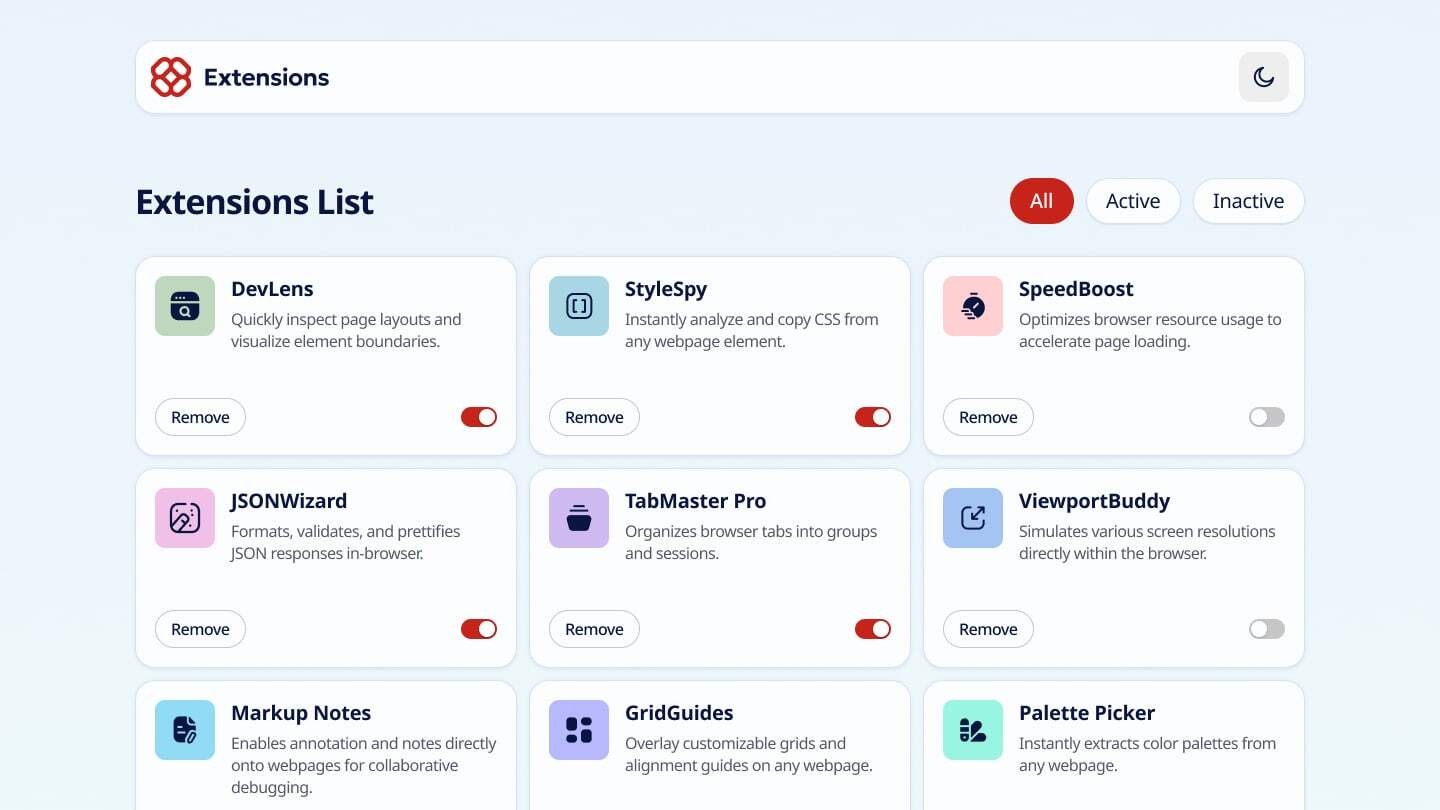 Extensions
Extensions List
All
Active
Inactive
DevLens
Quickly inspect page layouts and
visualize element boundaries.
Remove
StyleSpy
Instantly analyze and copy CSS from
any webpage element.
Remove
SpeedBoost
Optimizes browser resource usage to
accelerate page loading.
Remove
JSONWizard
Formats, validates, and prettifies
JSON responses in-browser.
Remove
TabMaster Pro
Organizes browser tabs into groups
and sessions.
Remove
ViewportBuddy
Simulates various screen resolutions
directly within the browser.
Remove
Markup Notes
Enables annotation and notes directly
onto webpages for collaborative
debugging.
GridGuides
Overlay customizable grids and
alignment guides on any webpage.
Palette Picker
Instantly extracts color palettes from
any webpage.